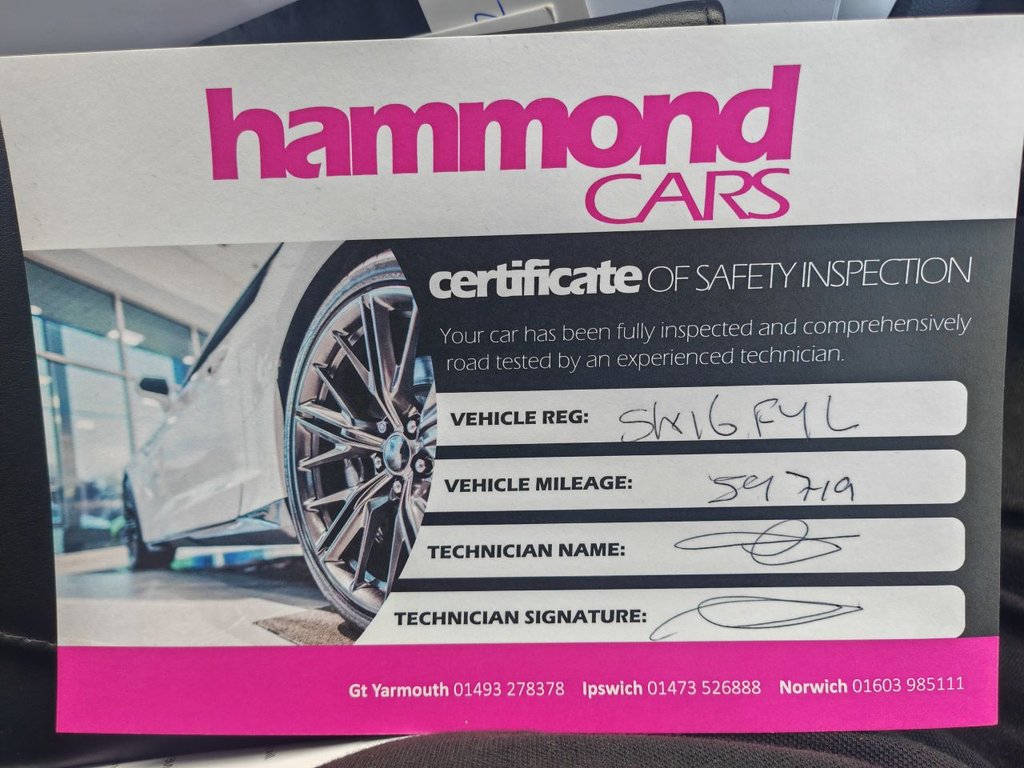 hammond
CARS
certificate OF SAFETY INSPECTION
Your car has been fully inspected and comprehensively
road tested by an experienced technician.
VEHICLE REG: SW16 FYL
VEHICLE MILEAGE: 59719
TECHNICIAN NAME:
TECHNICIAN SIGNATURE:
Gt Yarmouth 01493 278378 Ipswich 01473 526888 Norwich 01603 985111